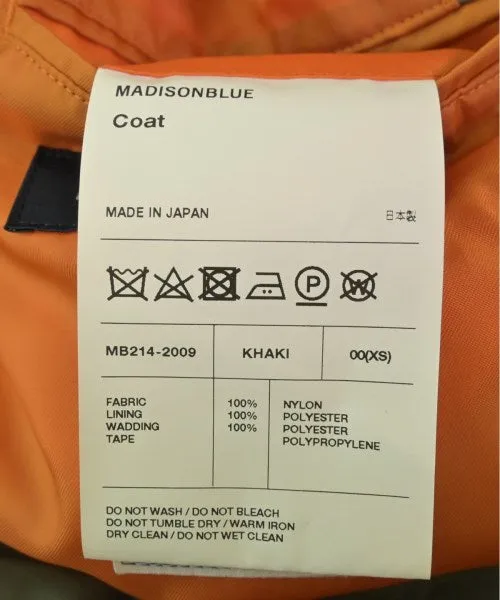 MADISONBLUE
Coat
MADE IN JAPAN 日本製
P W
MB214-2009 KHAKI 00(XS)
FABRIC 100% NYLON
LINING 100% POLYESTER
WADDING 100% POLYESTER
TAPE POLYPROPYLENE
DO NOT WASH / DO NOT BLEACH
DO NOT TUMBLE DRY / WARM IRON
DRY CLEAN / DO NOT WET CLEAN